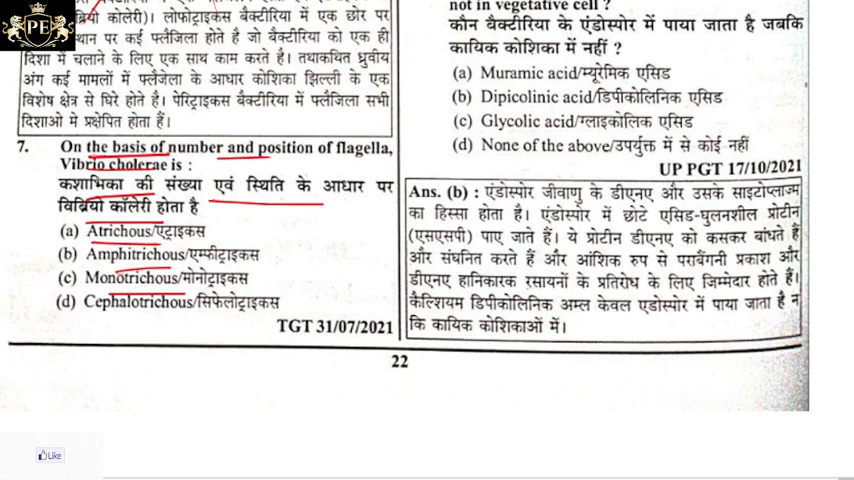 PE
ब्रियो कोलेरी)। लोफोट्राइकस बैक्टीरिया में एक छोर पर
थान पर कई फ्लैजिला होते है जो बैक्टीरिया को एक ही
दिशा में चलाने के लिए एक साथ काम करते है। तथाकथित ध्रुवीय
अंग कई मामलों में फ्लैजेला के आधार कोशिका झिल्ली के एक
विशेष क्षेत्र से घिरे होते है। पेरिट्राइकस बैक्टीरिया में फ्लैजिला सभी
दिशाओ मे प्रक्षेपित होता हैं।
7. On the basis of number and position of flagella,
Vibrio cholerae is :
कशाभिका की संख्या एवं स्थिति के आधार पर
विब्रियो कॉलेरी होता है
(a) Atrichous/एट्राइकस
(b) Amphitrichous/एम्फीट्राइकस
(c) Monotrichous/मोनोट्राइकस
(d) Cephalotrichous/सिफेलोट्राइकस
TGT 31/07/2021
not in vegetative cell ?
कौन वैक्टीरिया के एंडोस्पोर में पाया जाता है जबकि
कायिक कोशिका में नहीं ?
(a) Muramic acid/म्यूरेमिक एसिड
(b) Dipicolinic acid/डिपीकोलिनिक एसिड
(c) Glycolic acid/ग्लाइकोलिक एसिड
(d) None of the above/उपर्युक्त में से कोई नहीं
UP PGT 17/10/2021
Ans. (b) : एंडोस्पोर जीवाणु के डीएनए और उसके साइटोप्लाज्म
का हिस्सा होता है। एंडोस्पोर में छोटे एसिड-घुलनशील प्रोटीन
(एसएसपी) पाए जाते हैं। ये प्रोटीन डीएनए को कसकर बांधते हैं
और संघनित करते हैं और आंशिक रुप से पराबैंगनी प्रकाश और
डीएनए हानिकारक रसायनों के प्रतिरोध के लिए जिम्मेदार होते हैं।
कैल्शियम डिपीकोलिनिक अम्ल केवल एडोस्पोर में पाया जाता है न
कि कायिक कोशिकाओं में।
22
Like